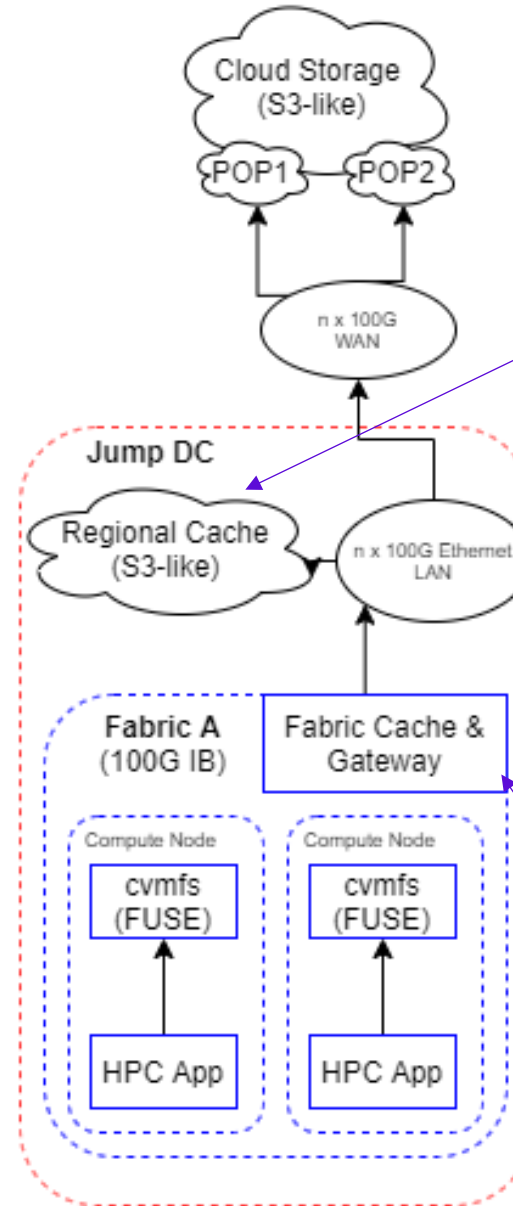 Cloud Storage
(S3-like)
POP1
POP2
n x 100G
WAN
Jump DC
Regional Cache
(S3-like)
n x 100G Ethernet
LAN
Fabric A
(100G IB)
Fabric Cache &
Gateway
Compute Node
cvmfs
(FUSE)
HPC App
Compute Node
cvmfs
(FUSE)
HPC App